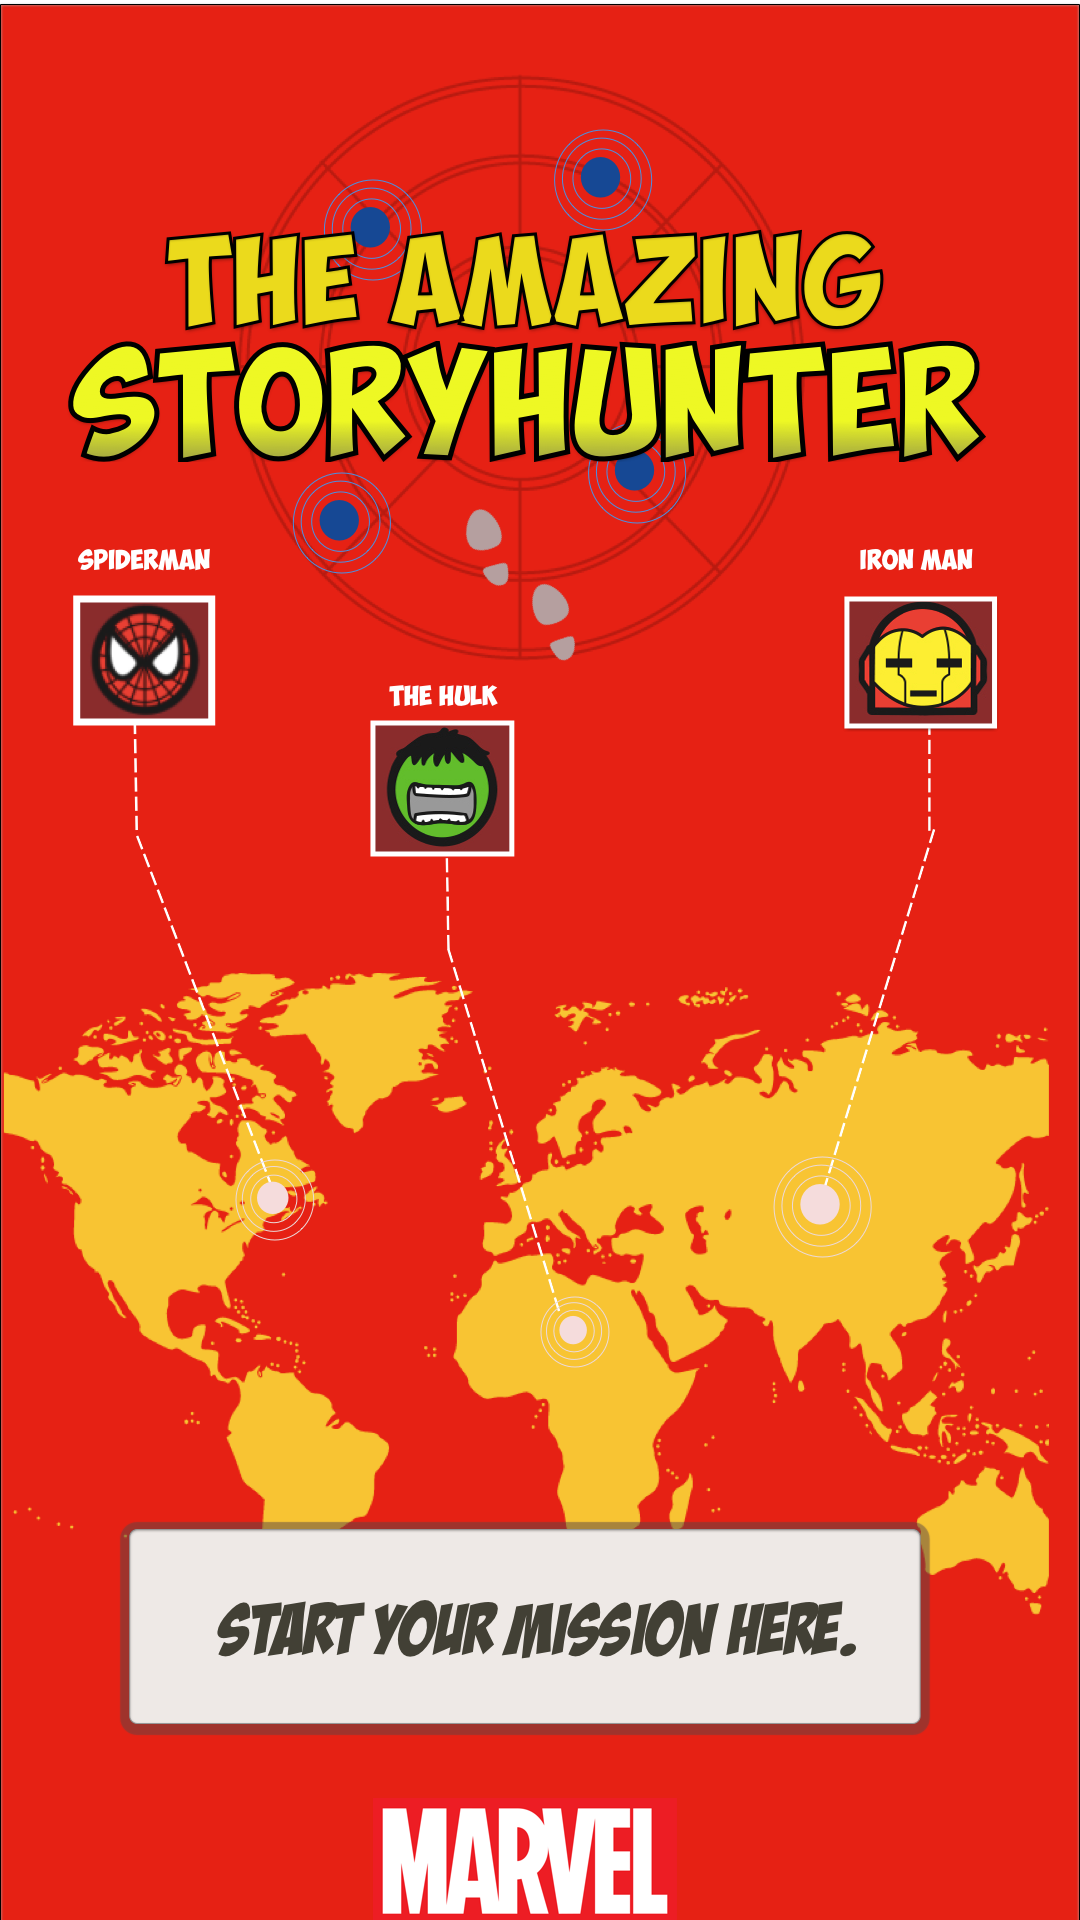 THE AMAZING
STORYHUNTER
SPIDERMAN
IRON MAN
THE HULK
START YOUR MISSION HERE.
MARVEL